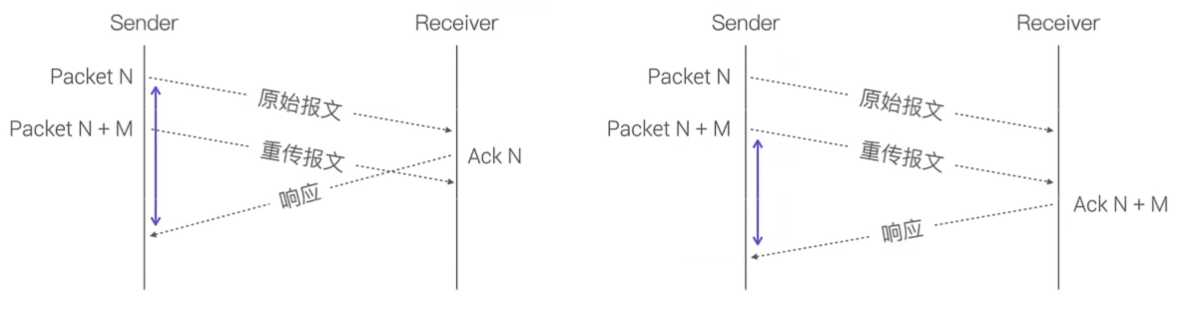 Sender
Receiver
Packet N
原始报文
Packet N + M
重传报文
Ack N
响应
Sender
Receiver
Packet N
原始报文
Packet N + M
重传报文
Ack N + M
响应